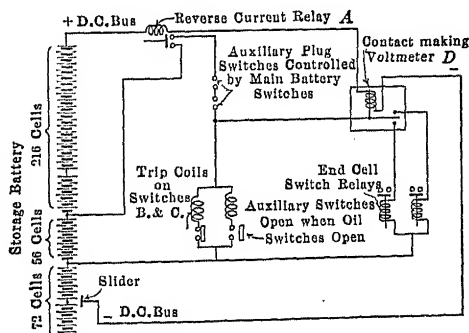 + D.C.Bus
Reverse Current Relay A
Contact making
Voltmeter D
Auxiliary Plug
Switches Controlled
by Main Battery
Switches
Storage Battery
216 Cells
56 Cells
72 Cells
Trip Coils
on
Switches
B.& C.
End Cell
Switch Relays
Auxiliary Switches
Open when Oil
Switches Open
Slider
– D.C.Bus